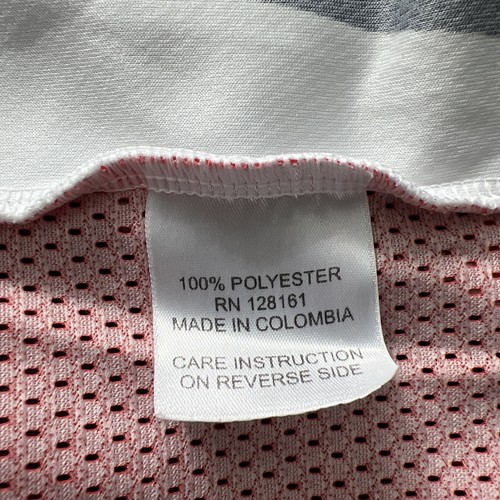 100% POLYESTER
RN 128161
MADE IN COLOMBIA
CARE INSTRUCTION
ON REVERSE SIDE